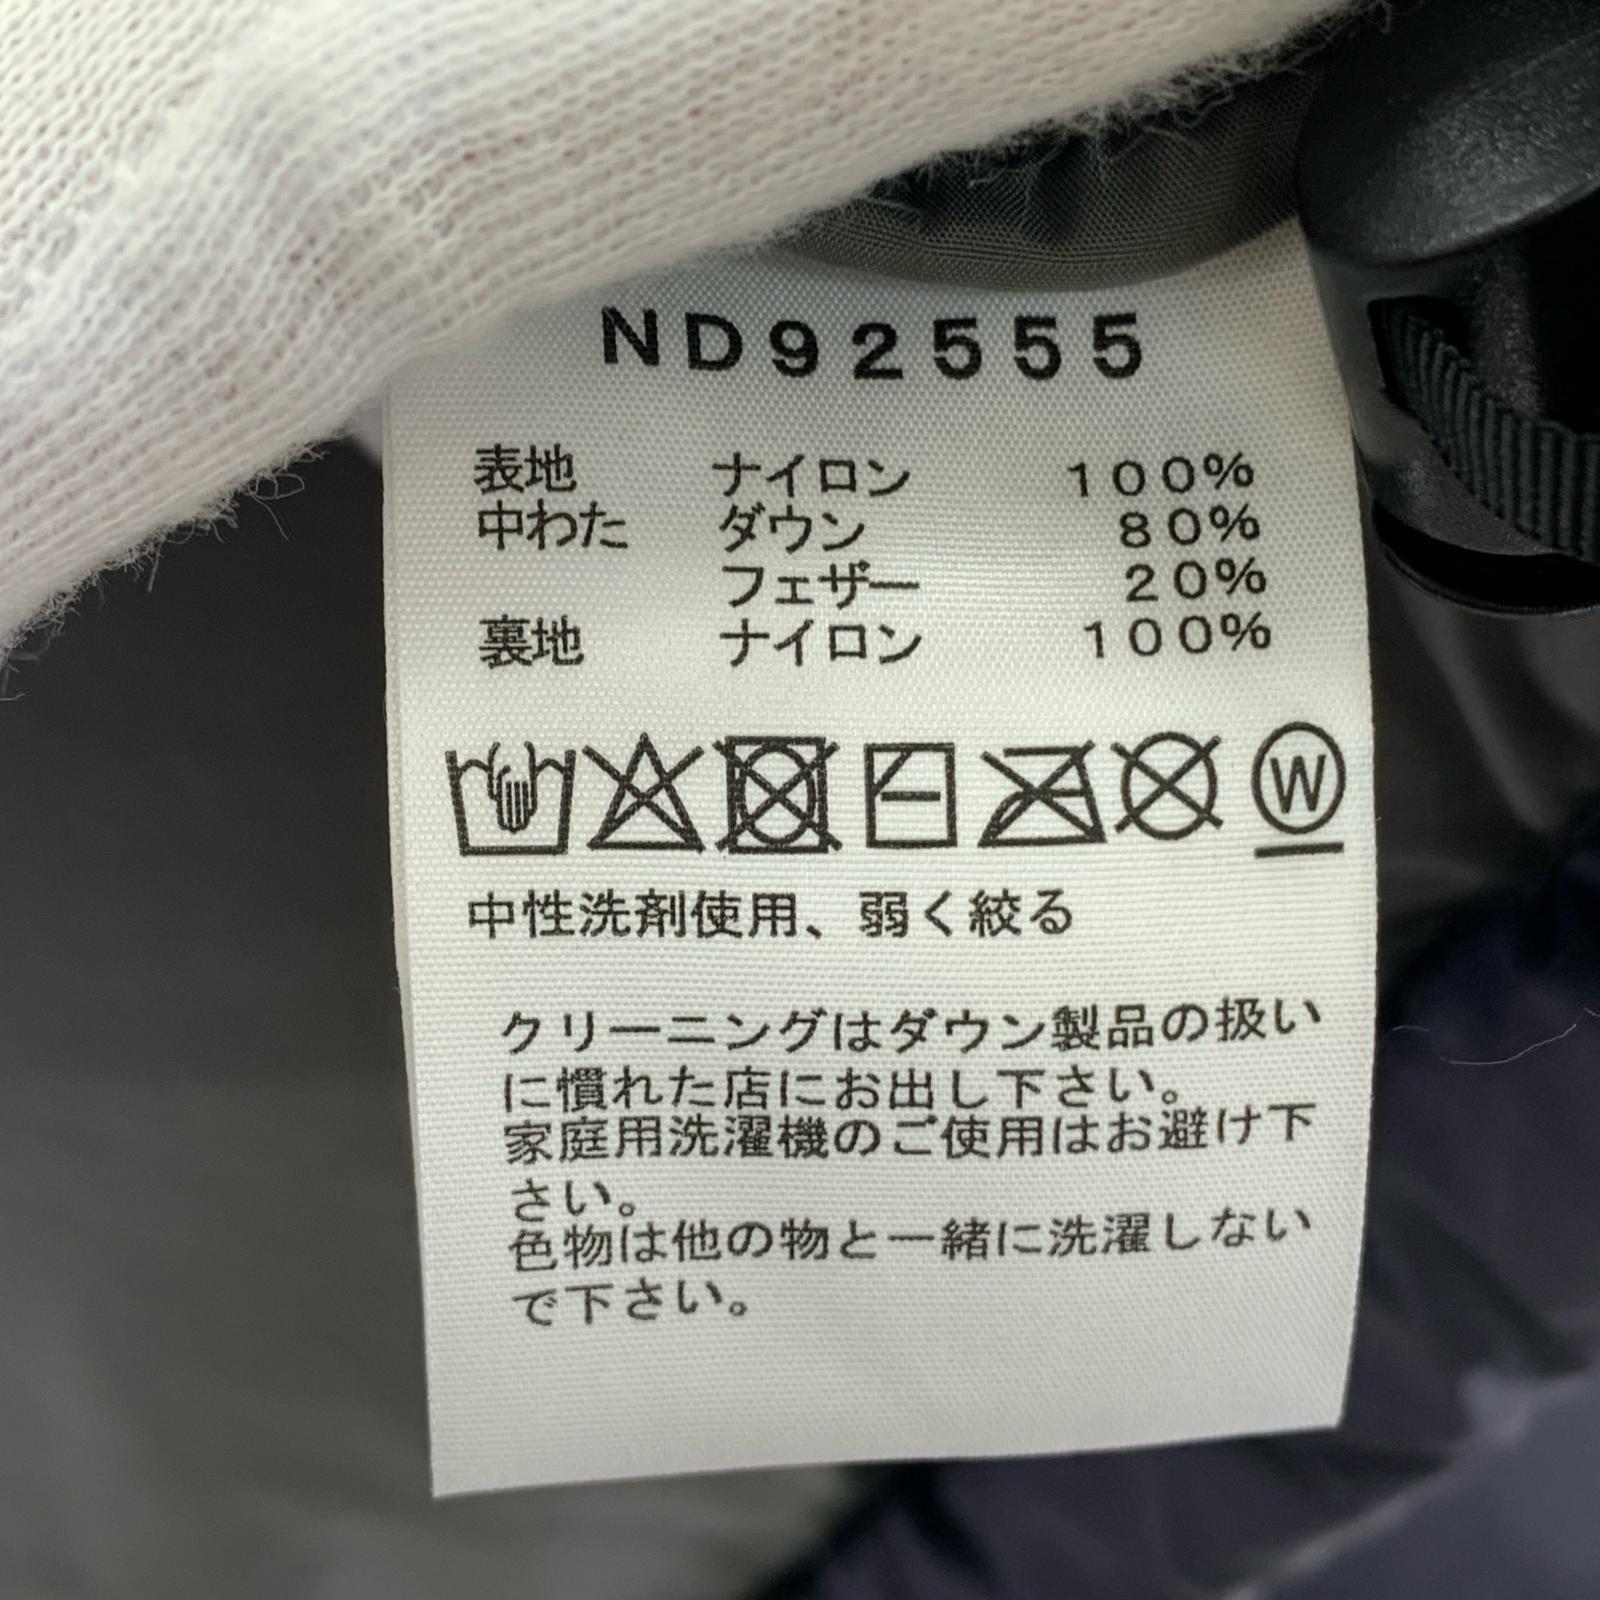 ND92555
表地 ナイロン 100%
中わた ダウン 80%
フェザー 20%
裏地 ナイロン 100%
W
中性洗剤使用、弱く絞る
クリーニングはダウン製品の扱い
に慣れた店にお出し下さい。
家庭用洗濯機のご使用はお避け下
さい。
色物は他の物と一緒に洗濯しない
で下さい。